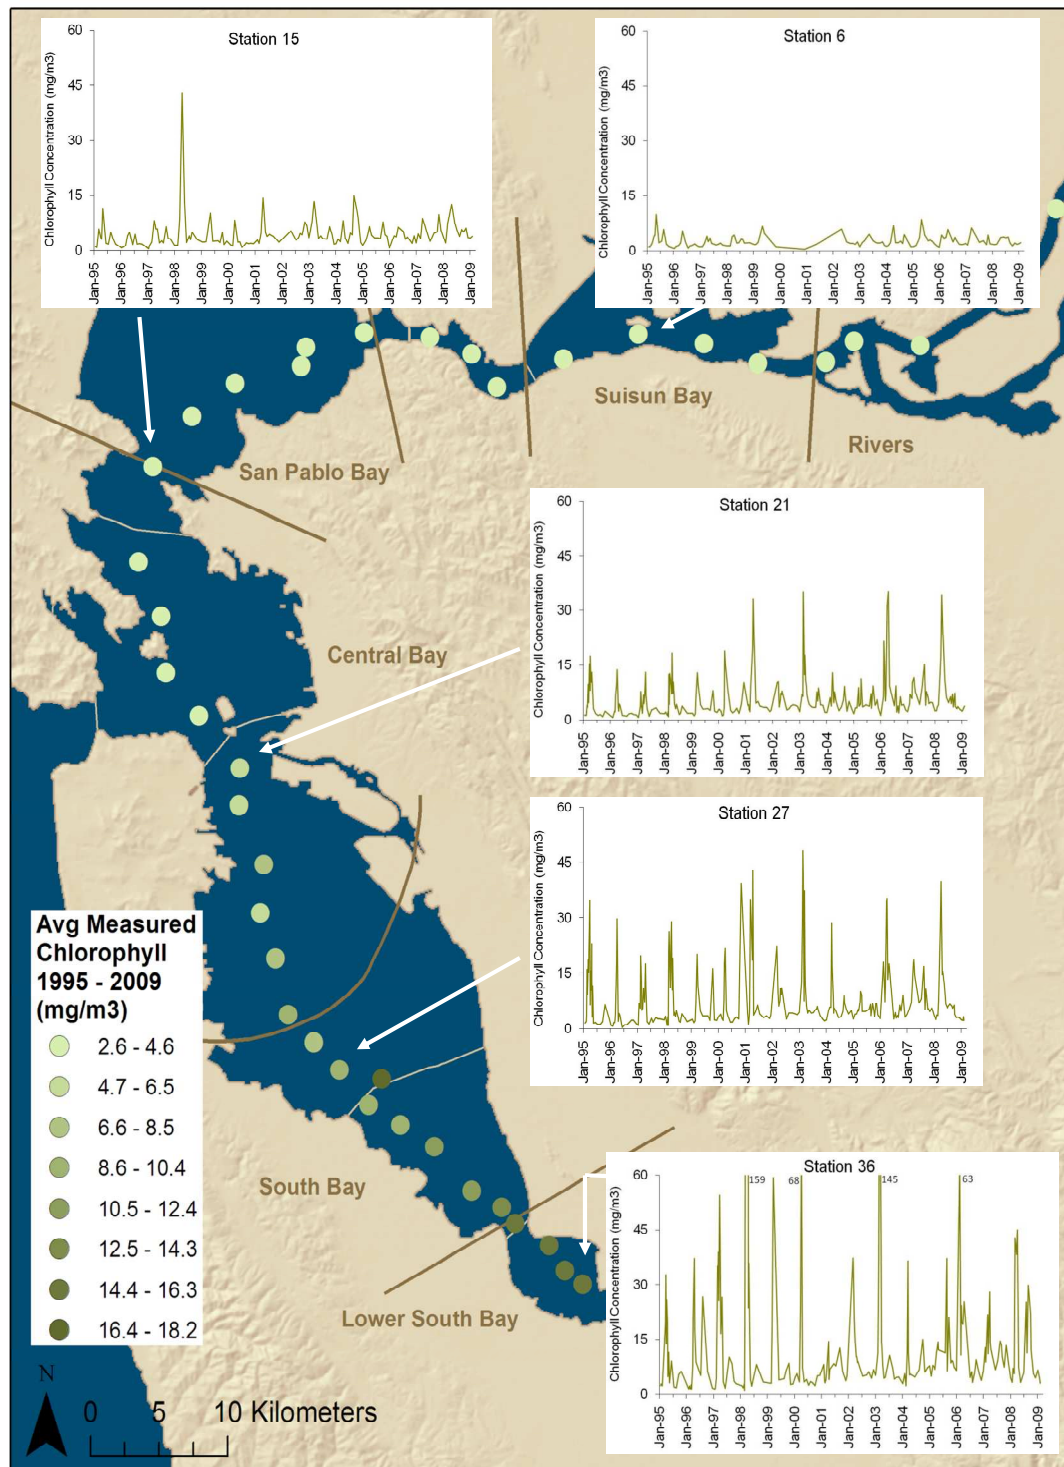 Station 15
Chlorophyll Concentration (mg/m3)
60
45
30
15
0
Jan-95 Jan-96 Jan-97 Jan-98 Jan-99 Jan-00 Jan-01 Jan-02 Jan-03 Jan-04 Jan-05 Jan-06 Jan-07 Jan-08 Jan-09
Station 6
Chlorophyll Concentration (mg/m3)
60
45
30
15
0
Jan-95 Jan-96 Jan-97 Jan-98 Jan-99 Jan-00 Jan-01 Jan-02 Jan-03 Jan-04 Jan-05 Jan-06 Jan-07 Jan-08 Jan-09
Suisun Bay
Rivers
San Pablo Bay
Station 21
Chlorophyll Concentration (mg/m3)
60
45
30
15
0
Jan-95 Jan-96 Jan-97 Jan-98 Jan-99 Jan-00 Jan-01 Jan-02 Jan-03 Jan-04 Jan-05 Jan-06 Jan-07 Jan-08 Jan-09
Central Bay
Station 27
Chlorophyll Concentration (mg/m3)
60
45
30
15
0
Jan-95 Jan-96 Jan-97 Jan-98 Jan-99 Jan-00 Jan-01 Jan-02 Jan-03 Jan-04 Jan-05 Jan-06 Jan-07 Jan-08 Jan-09
Avg Measured
Chlorophyll
1995 - 2009
(mg/m3)
2.6 - 4.6
4.7 - 6.5
6.6 - 8.5
8.6 - 10.4
10.5 - 12.4
12.5 - 14.3
14.4 - 16.3
16.4 - 18.2
South Bay
Lower South Bay
Station 36
Chlorophyll Concentration (mg/m3)
60
45
30
15
0
159
68
145
63
Jan-95 Jan-96 Jan-97 Jan-98 Jan-99 Jan-00 Jan-01 Jan-02 Jan-03 Jan-04 Jan-05 Jan-06 Jan-07 Jan-08 Jan-09
N
0 5 10 Kilometers